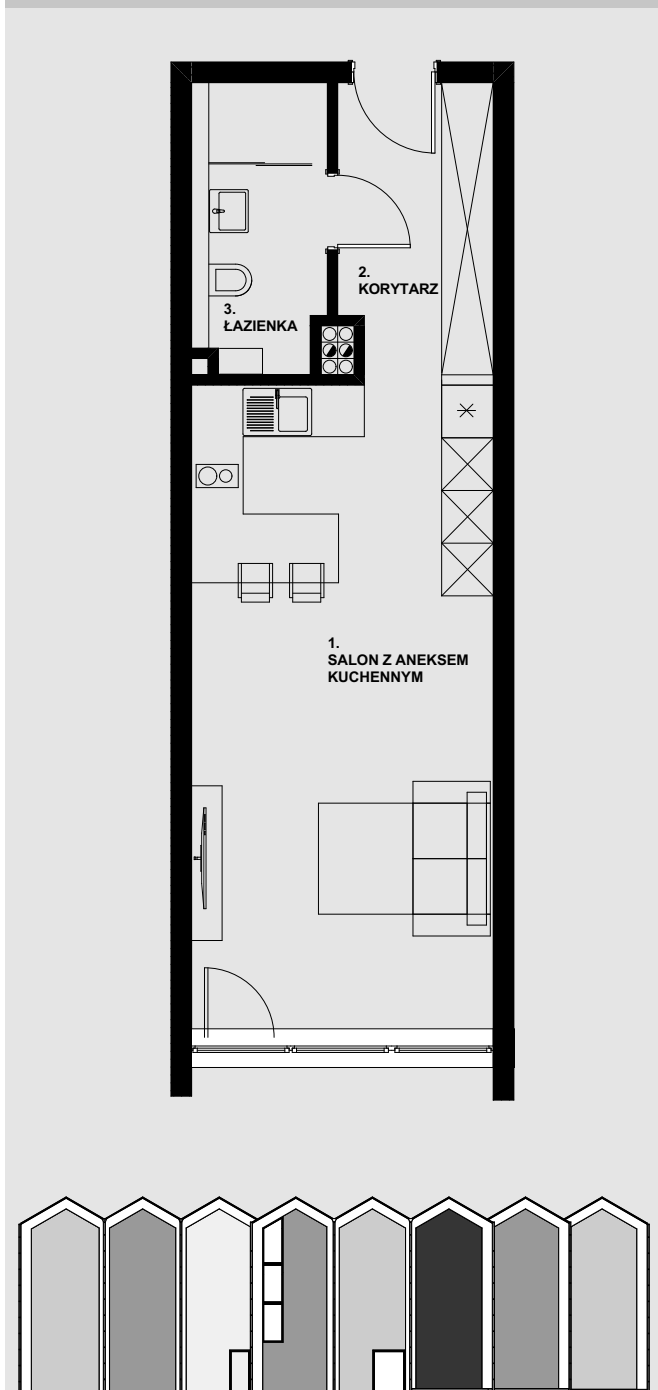 2.
KORYTARZ
3.
ŁAZIENKA
1.
SALON Z ANEKSEM
KUCHENNYM